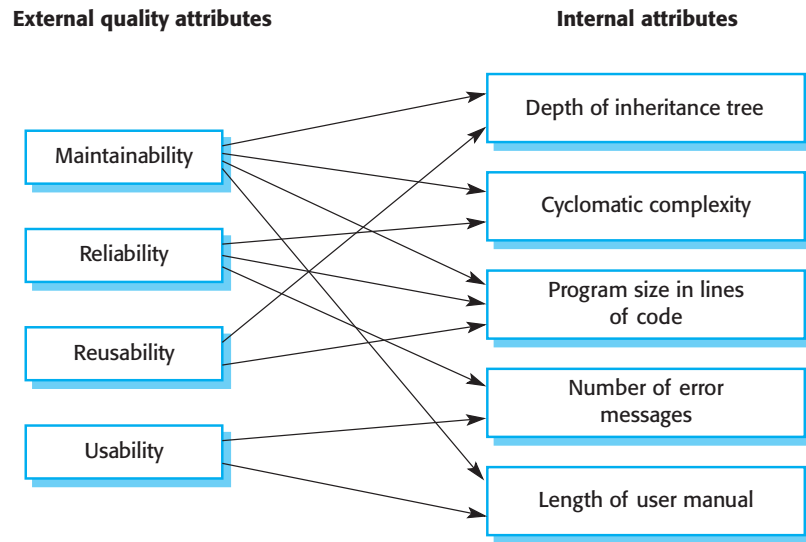 External quality attributes
Internal attributes
Maintainability
Reliability
Reusability
Usability
Depth of inheritance tree
Cyclomatic complexity
Program size in lines
of code
Number of error
messages
Length of user manual